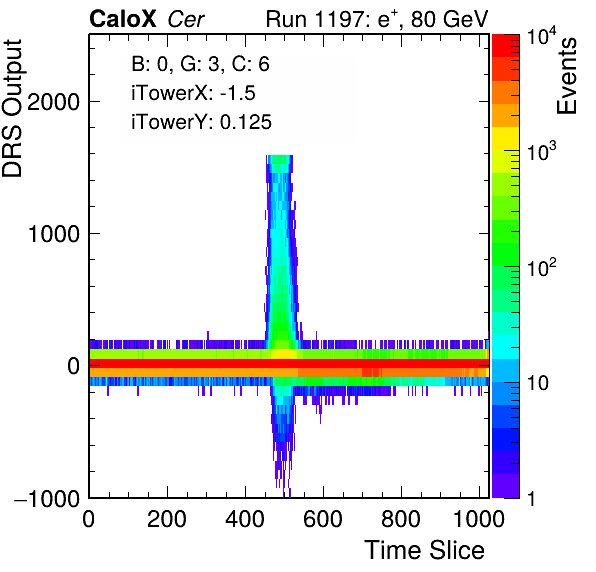 CaloX Cer Run 1197: e⁺, 80 GeV
B: 0, G: 3, C: 6
iTowerX: -1.5
iTowerY: 0.125
DRS Output
2000
1000
0
−1000
0 200 400 600 800 1000
Time Slice
Events
10⁴
10³
10²
10
1